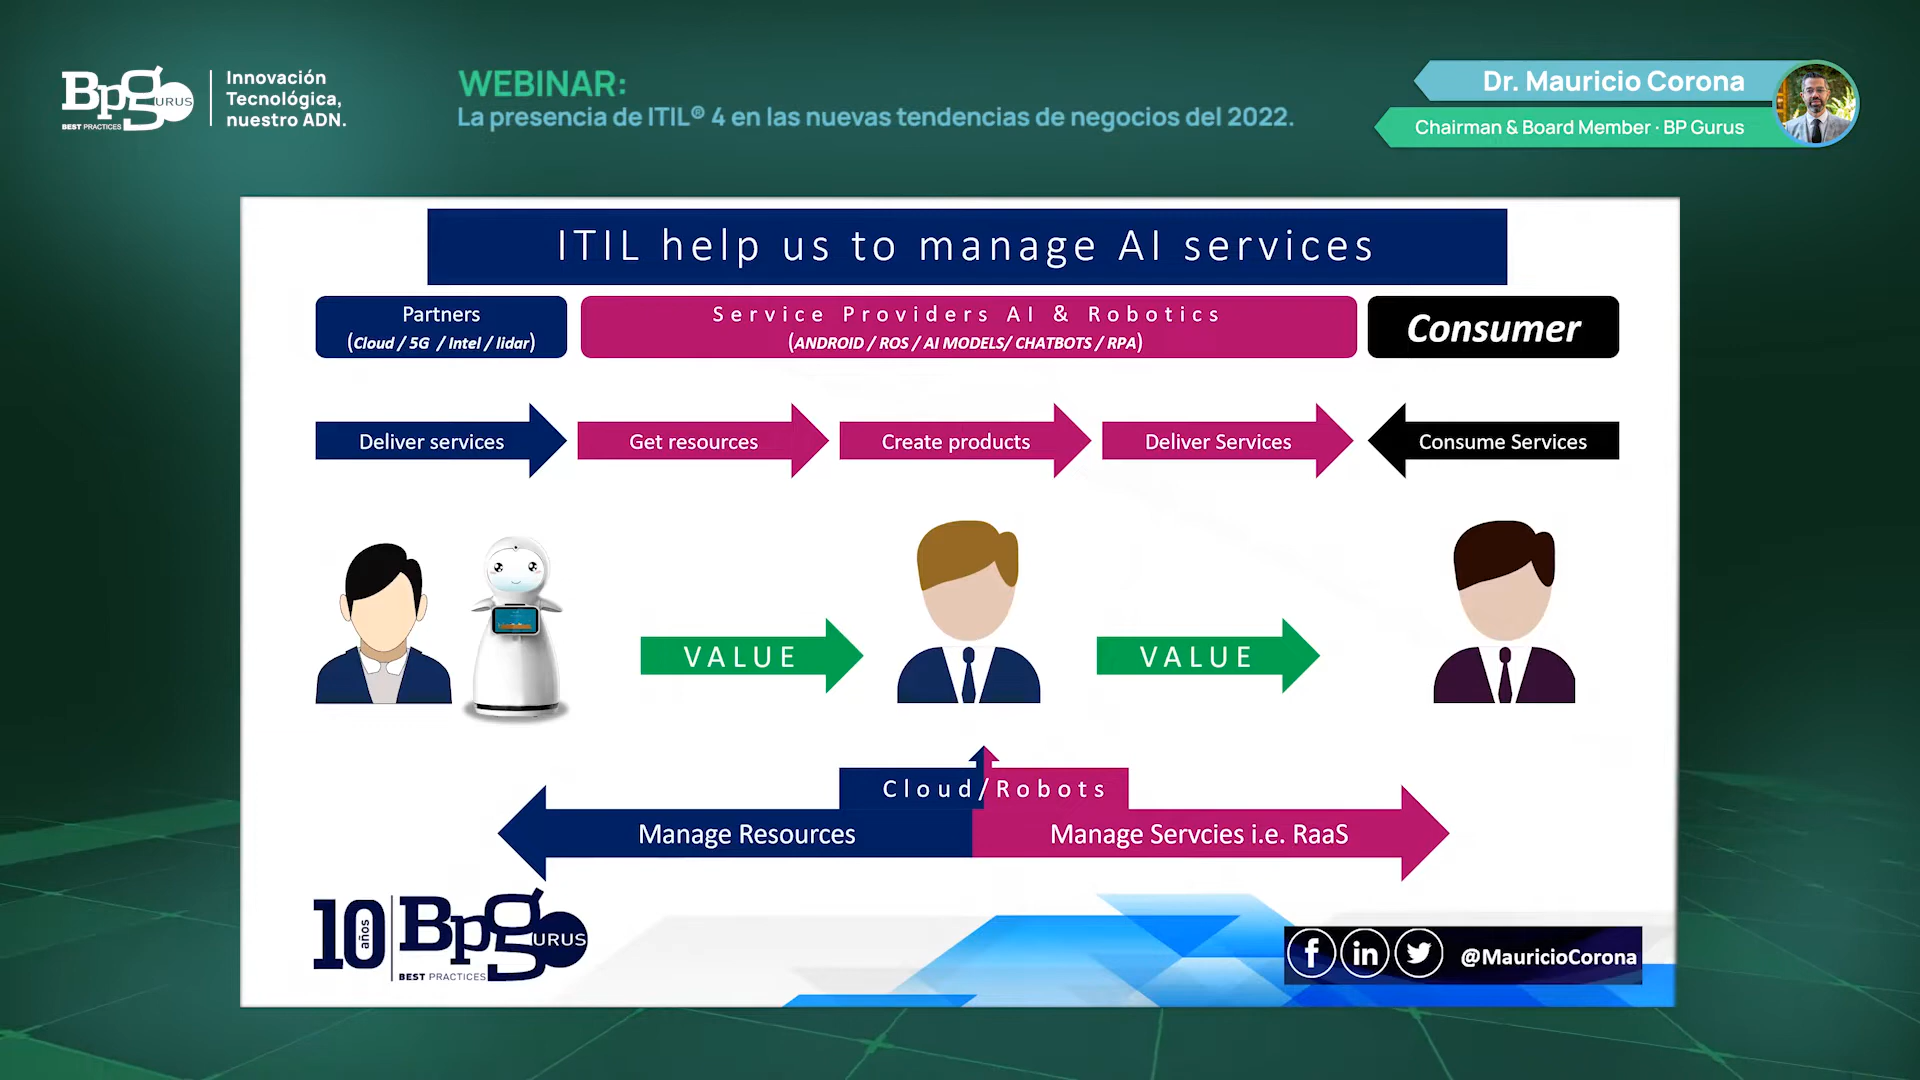 BpGurus
BEST PRACTICES
Innovación
Tecnológica,
nuestro ADN.
WEBINAR:
La presencia de ITIL® 4 en las nuevas tendencias de negocios del 2022.
Dr. Mauricio Corona
Chairman & Board Member · BP Gurus
ITIL help us to manage AI services
Partners
(Cloud / 5G / Intel / lidar)
Service Providers AI & Robotics
(ANDROID / ROS / AI MODELS/ CHATBOTS / RPA)
Consumer
Deliver services
Get resources
Create products
Deliver Services
Consume Services
VALUE
VALUE
Cloud/Robots
Manage Resources
Manage Servcies i.e. RaaS
10 años
BpGurus
BEST PRACTICES
@MauricioCorona